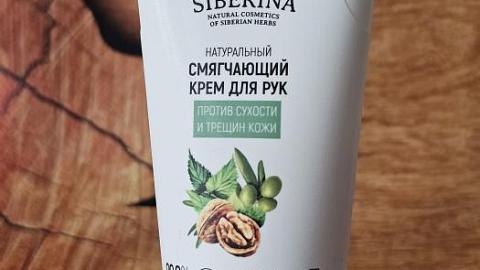 SIBERINA
NATURAL COSMETICS
OF SIBERIAN HERBS
НАТУРАЛЬНЫЙ
СМЯГЧАЮЩИЙ
КРЕМ ДЛЯ РУК
ПРОТИВ СУХОСТИ
И ТРЕЩИН КОЖИ